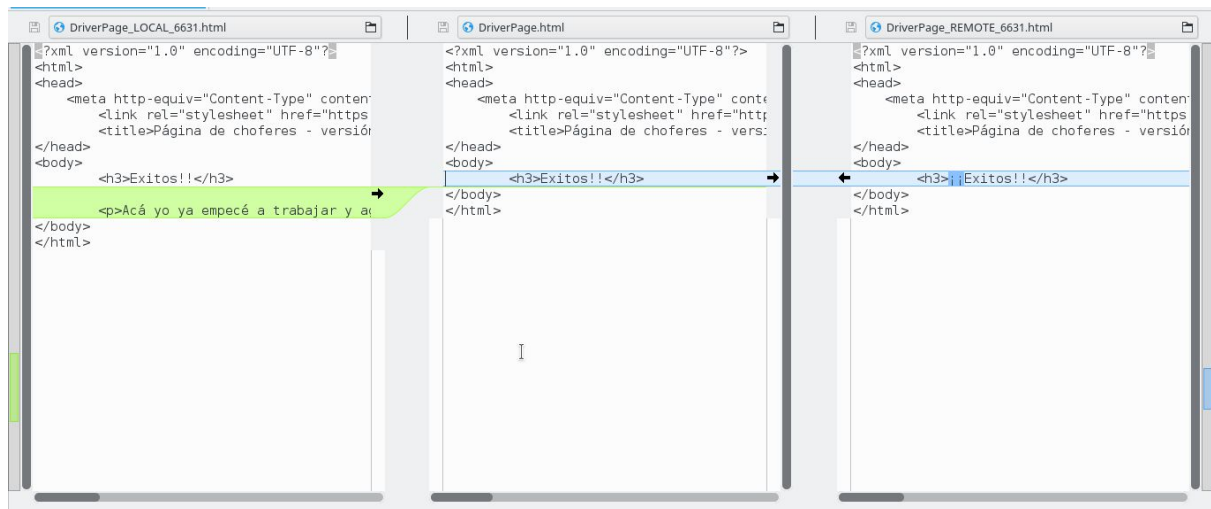 DriverPage_LOCAL_6631.html
<?xml version="1.0" encoding="UTF-8"?>
<html>
<head>
<meta http-equiv="Content-Type" content
<link rel="stylesheet" href="https
<title>Página de choferes - versión
</head>
<body>
<h3>Exitos!!</h3>
<p>Acá yo ya empecé a trabajar y
</body>
</html>
DriverPage.html
<?xml version="1.0" encoding="UTF-8"?>
<html>
<head>
<meta http-equiv="Content-Type" conte
<link rel="stylesheet" href="http
<title>Página de choferes - vers
</head>
<body>
<h3>Exitos!!</h3>
</body>
</html>
DriverPage_REMOTE_6631.html
<?xml version="1.0" encoding="UTF-8"?
<html>
<head>
<meta http-equiv="Content-Type" content
<link rel="stylesheet" href="https
<title>Página de choferes - versión
</head>
<body>
<h3>¡¡Exitos!!</h3>
</body>
</html>